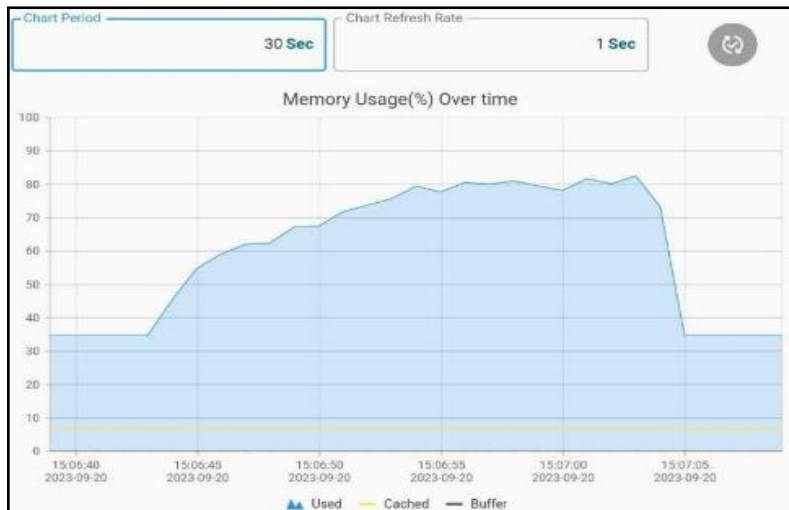 Chart Period
30 Sec
Chart Refresh Rate
1 Sec
Memory Usage(%) Over time
100
90
80
70
60
50
40
30
20
10
0
15:06:40 15:06:45 15:06:50 15:06:55 15:07:00 15:07:05
2023-09-20 2023-09-20 2023-09-20 2023-09-20 2023-09-20 2023-09-20
Used Cached Buffer